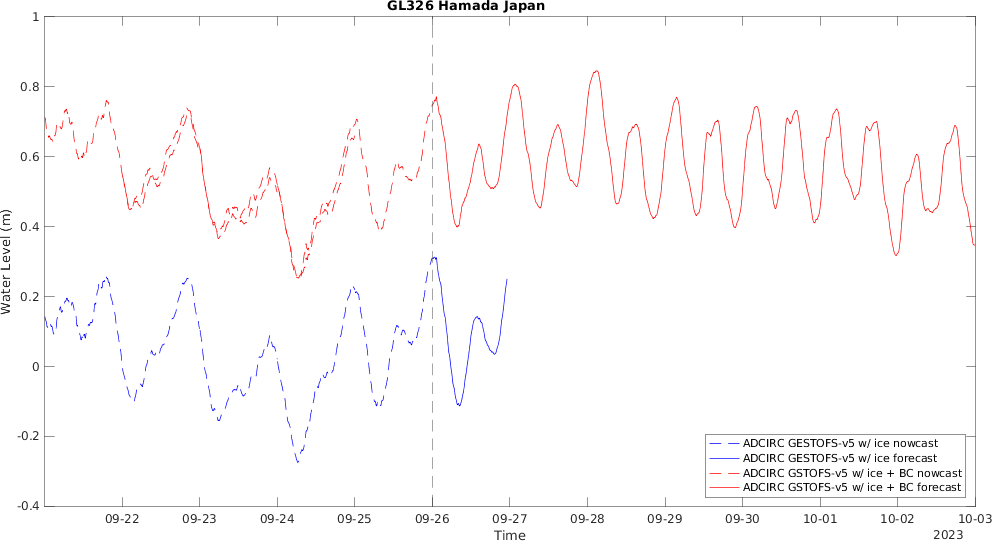 GL326 Hamada Japan
1
0.8
0.6
0.4
0.2
0
-0.2
-0.4
Water Level (m)
09-22 09-23 09-24 09-25 09-26 09-27 09-28 09-29 09-30 10-01 10-02 10-03
Time
2023
ADCIRC GESTOFS-v5 w/ ice nowcast
ADCIRC GESTOFS-v5 w/ ice forecast
ADCIRC GSTOFS-v5 w/ ice + BC nowcast
ADCIRC GSTOFS-v5 w/ ice + BC forecast